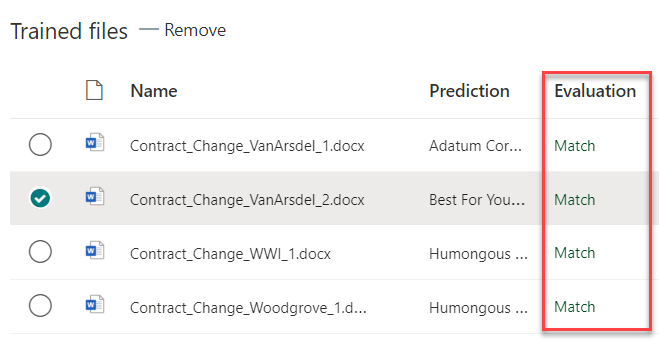 Trained files — Remove
Name Prediction Evaluation
Contract_Change_VanArsdel_1.docx Adatum Cor... Match
Contract_Change_VanArsdel_2.docx Best For You... Match
Contract_Change_WWI_1.docx Humongous ... Match
Contract_Change_Woodgrove_1.d... Humongous ... Match